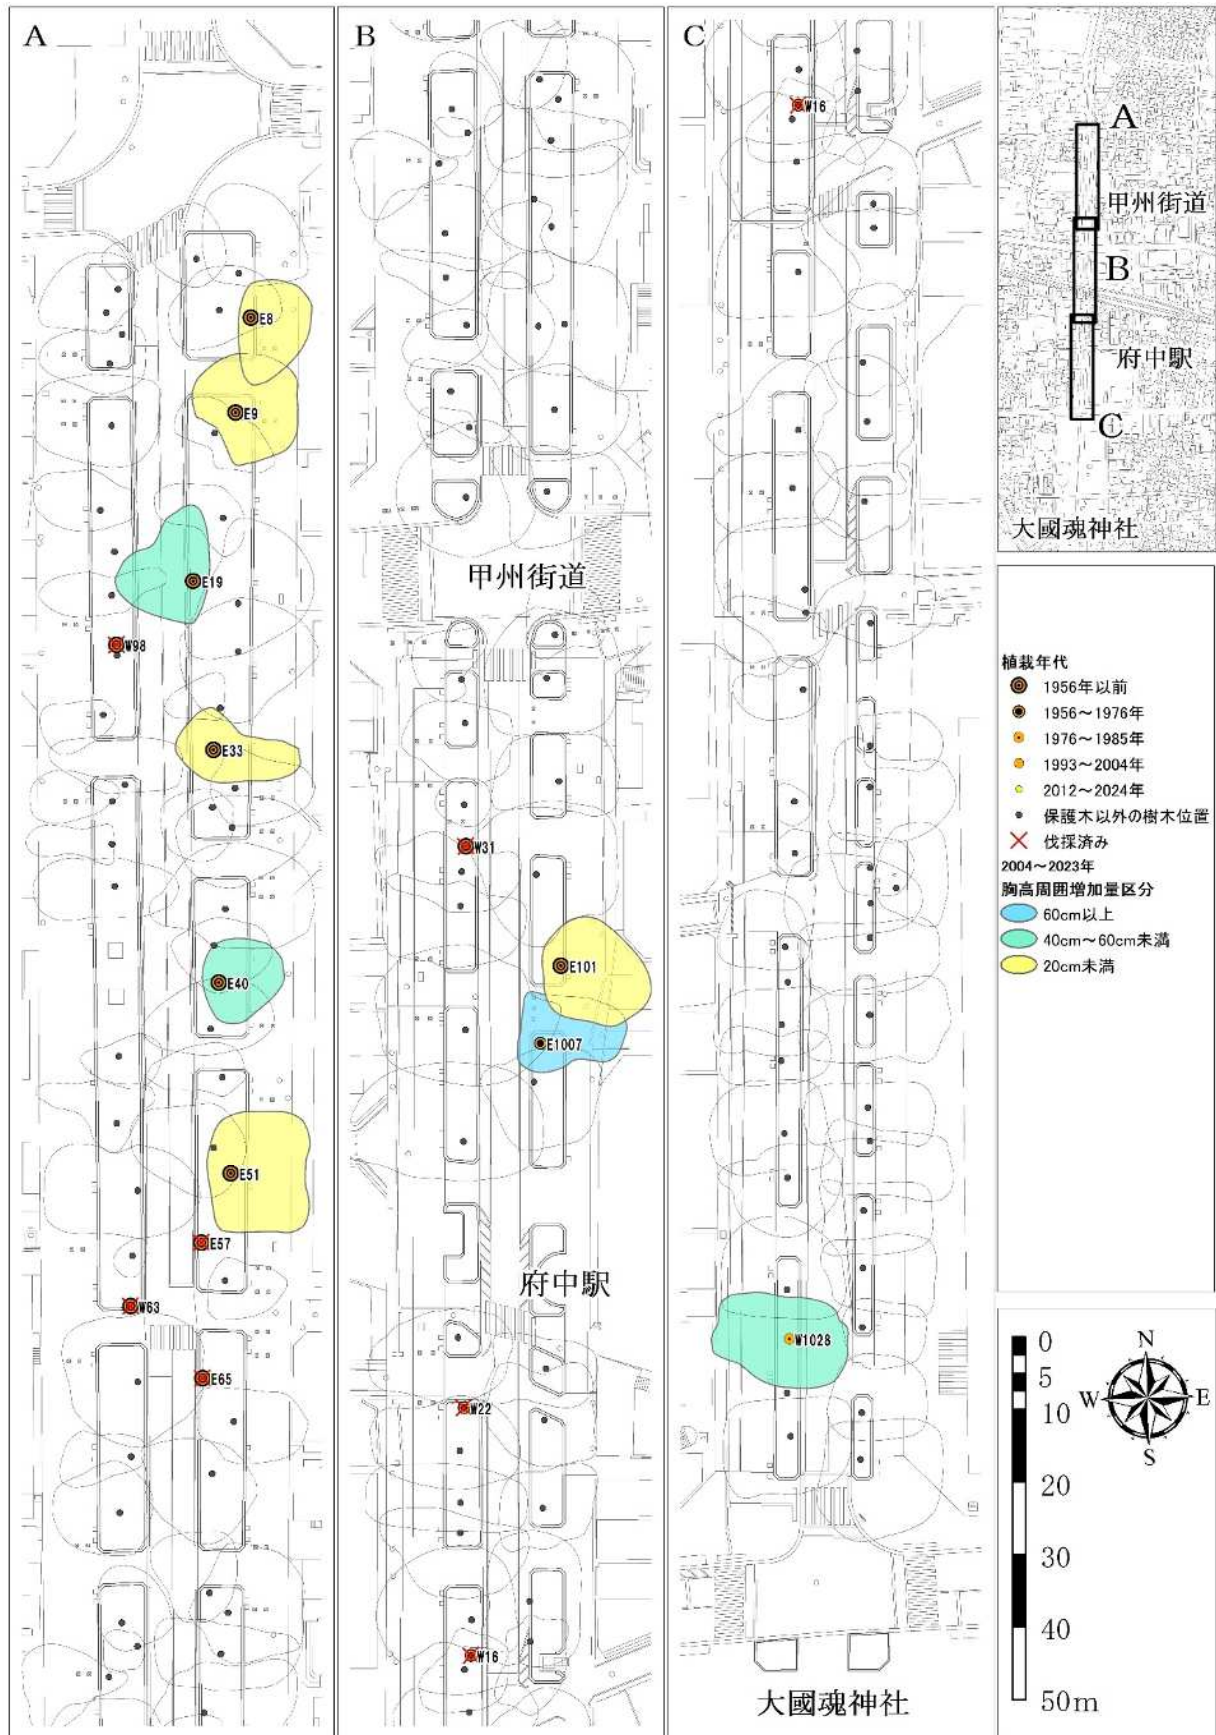 A
E8
E9
E19
W98
E33
E40
E51
E57
W63
E65
B
甲州街道
W31
E101
E1007
府中駅
W22
W16
C
W16
W1028
大國魂神社
A
甲州街道
B
府中駅
C
大國魂神社
植栽年代
1956年以前
1956～1976年
1976～1985年
1993～2004年
2012～2024年
保護木以外の樹木位置
伐採済み
2004～2023年
胸高周囲増加量区分
60cm以上
40cm～60cm未満
20cm未満
0
5
10
20
30
40
50m
N
W
E
S